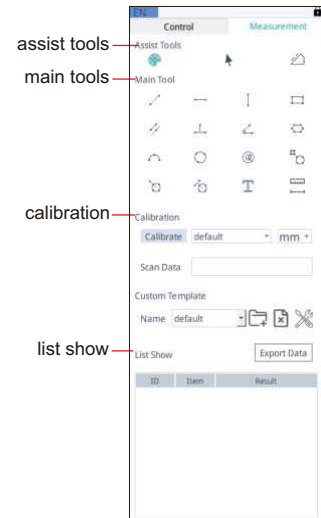 EN
Control Measurement
assist tools Assist Tools
main tools Main Tool
T
calibration Calibration
Calibrate default mm
Scan Data
Custom Template
Name default
list show List Show Export Data
ID Item Result